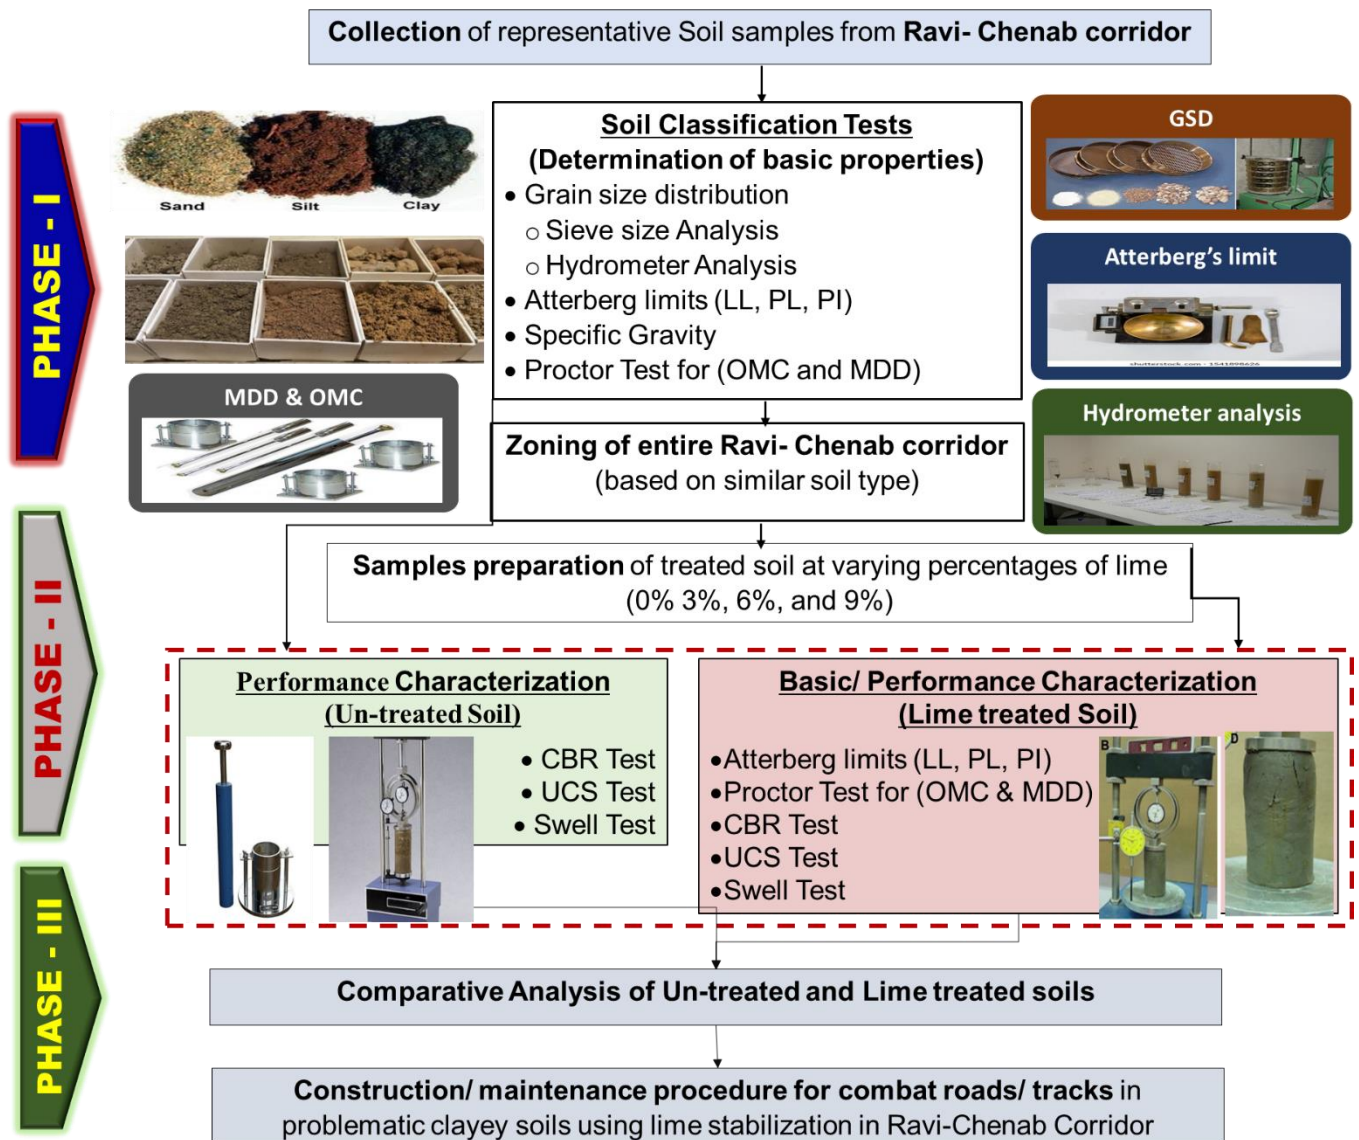 Collection of representative Soil samples from Ravi- Chenab corridor
PHASE - I
Sand Silt Clay
MDD & OMC
Soil Classification Tests
(Determination of basic properties)
• Grain size distribution
o Sieve size Analysis
o Hydrometer Analysis
• Atterberg limits (LL, PL, PI)
• Specific Gravity
• Proctor Test for (OMC and MDD)
GSD
Atterberg’s limit
shutterstock.com · 1541898626
Hydrometer analysis
Zoning of entire Ravi- Chenab corridor
(based on similar soil type)
PHASE - II
Samples preparation of treated soil at varying percentages of lime
(0% 3%, 6%, and 9%)
Performance Characterization
(Un-treated Soil)
• CBR Test
• UCS Test
• Swell Test
Basic/ Performance Characterization
(Lime treated Soil)
•Atterberg limits (LL, PL, PI)
•Proctor Test for (OMC & MDD)
•CBR Test
•UCS Test
•Swell Test
B
D
PHASE - III
Comparative Analysis of Un-treated and Lime treated soils
Construction/ maintenance procedure for combat roads/ tracks in
problematic clayey soils using lime stabilization in Ravi-Chenab Corridor